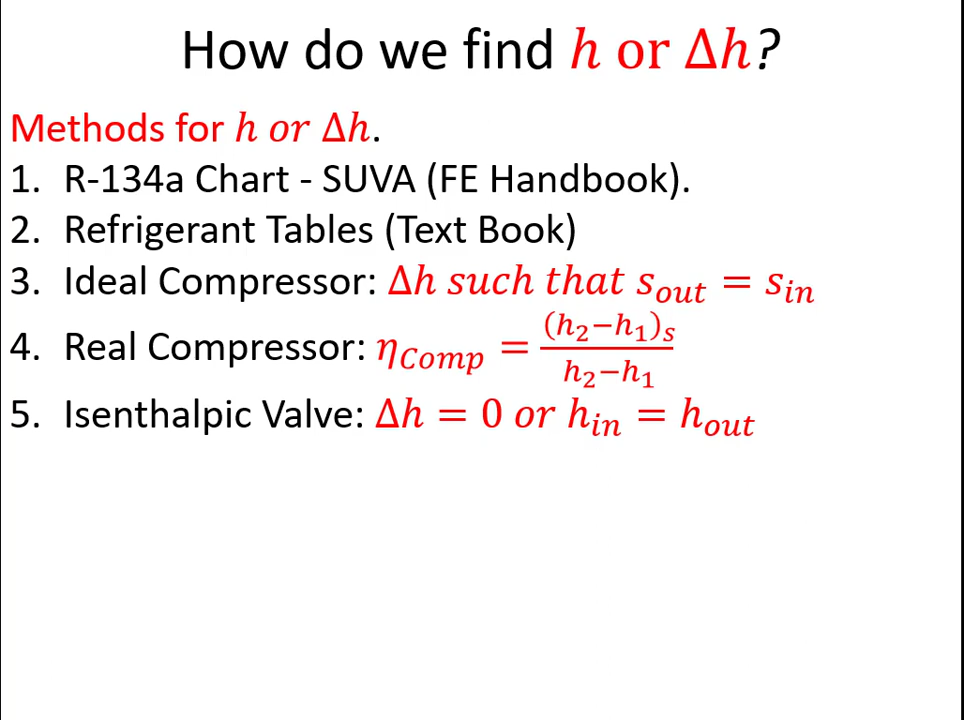 How do we find h or Δh?
Methods for h or Δh.
1. R-134a Chart - SUVA (FE Handbook).
2. Refrigerant Tables (Text Book)
3. Ideal Compressor: Δh such that s_out = s_in
4. Real Compressor: η_Comp = (h₂−h₁)_s / h₂−h₁
5. Isenthalpic Valve: Δh = 0 or h_in = h_out